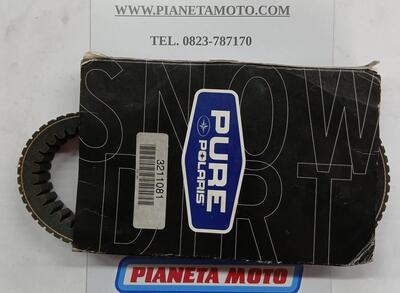 WWW.PIANETAMOTO.COM
TEL. 0823-787170
SNOW
DIRT
PURE
POLARIS
3211081
PIANETA MOTO